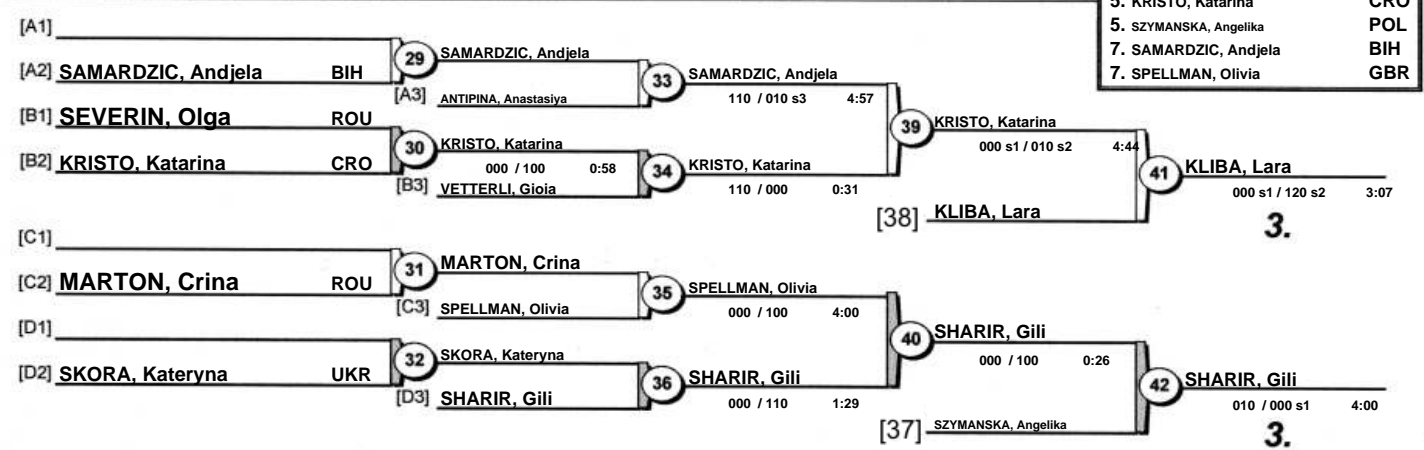 5. KRISTO, Katarina CRO
5. SZYMANSKA, Angelika POL
7. SAMARDZIC, Andjela BIH
7. SPELLMAN, Olivia GBR
[A1]
[A2] SAMARDZIC, Andjela BIH
29
SAMARDZIC, Andjela
[A3] ANTIPINA, Anastasiya
33
SAMARDZIC, Andjela
110 / 010 s3 4:57
[B1] SEVERIN, Olga ROU
[B2] KRISTO, Katarina CRO
30
KRISTO, Katarina
000 / 100 0:58
[B3] VETTERLI, Gioia
34
KRISTO, Katarina
110 / 000 0:31
39
KRISTO, Katarina
000 s1 / 010 s2 4:44
[38] KLIBA, Lara
41
KLIBA, Lara
000 s1 / 120 s2 3:07
3.
[C1]
[C2] MARTON, Crina ROU
31
MARTON, Crina
[C3] SPELLMAN, Olivia
35
SPELLMAN, Olivia
000 / 100 4:00
[D1]
[D2] SKORA, Kateryna UKR
32
SKORA, Kateryna
[D3] SHARIR, Gili
36
SHARIR, Gili
000 / 110 1:29
40
SHARIR, Gili
000 / 100 0:26
[37] SZYMANSKA, Angelika
42
SHARIR, Gili
010 / 000 s1 4:00
3.